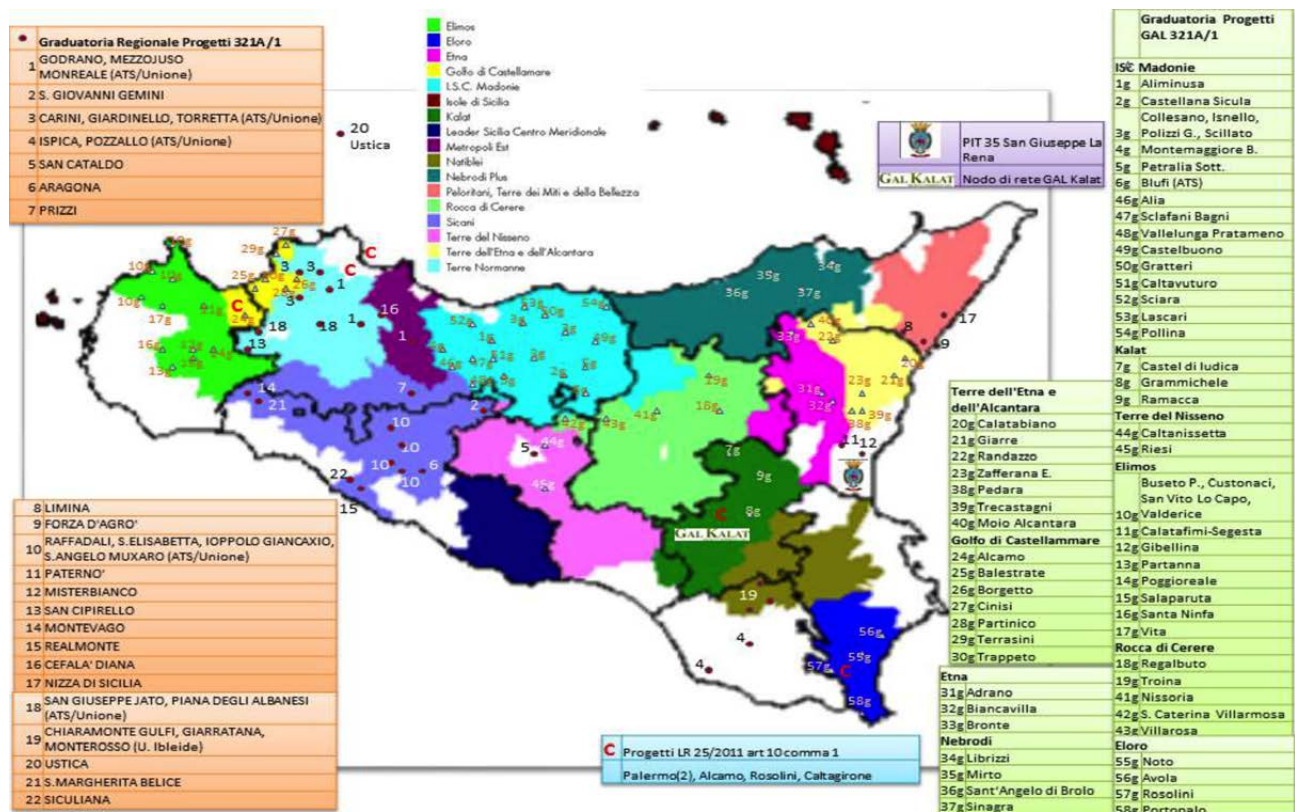 Graduatoria Regionale Progetti 321A/1
1 GODRANO, MEZZOJUSO
MONREALE (ATS/Unione)
2 S. GIOVANNI GEMINI
3 CARINI, GIARDINELLO, TORRETTA (ATS/Unione)
4 ISPICA, POZZALLO (ATS/Unione)
5 SAN CATALDO
6 ARAGONA
7 PRIZZI
Elimos
Eloro
Etna
Golfo di Castellamare
I.S.C. Madonie
Isole di Sicilia
Kalat
Leader Sicilia Centro Meridionale
Metropoli Est
Natiblei
Nebrodi Plus
Peloritani, Terre dei Miti e della Bellezza
Rocca di Cerere
Sicani
Terre del Nisseno
Terre dell'Etna e dell'Alcantara
Terre Normanne
20
Ustica
PIT 35 San Giuseppe La
Rena
GAL KALAT Nodo di rete GAL Kalat
GAL KALAT
8 LIMINA
9 FORZA D'AGRO'
10 RAFFADALI, S.ELISABETTA, IOPPOLO GIANCAXIO,
S.ANGELO MUXARO (ATS/Unione)
11 PATERNO'
12 MISTERBIANCO
13 SAN CIPIRELLO
14 MONTEVAGO
15 REALMONTE
16 CEFALA' DIANA
17 NIZZA DI SICILIA
18 SAN GIUSEPPE JATO, PIANA DEGLI ALBANESI
(ATS/Unione)
19 CHIARAMONTE GULFI, GIARRATANA,
MONTEROSSO (U. Ibleide)
20 USTICA
21 S.MARGHERITA BELICE
22 SICULIANA
C Progetti LR 25/2011 art 10 comma 1
Palermo(2), Alcamo, Rosolini, Caltagirone
Terre dell'Etna e
dell'Alcantara
20g Calatabiano
21g Giarre
22g Randazzo
23g Zafferana E.
38g Pedara
39g Trecastagni
40g Moio Alcantara
Golfo di Castellammare
24g Alcamo
25g Balestrate
26g Borgetto
27g Cinisi
28g Partinico
29g Terrasini
30g Trappeto
Etna
31g Adrano
32g Biancavilla
33g Bronte
Nebrodi
34g Librizzi
35g Mirto
36g Sant'Angelo di Brolo
37g Sinagra
Graduatoria Progetti
GAL 321A/1
ISC Madonie
1g Aliminusa
2g Castellana Sicula
Collesano, Isnello,
3g Polizzi G., Scillato
4g Montemaggiore B.
5g Petralia Sott.
6g Blufi (ATS)
46g Alia
47g Sclafani Bagni
48g Vallelunga Pratameno
49g Castelbuono
50g Gratteri
51g Caltavuturo
52g Sciara
53g Lascari
54g Pollina
Kalat
7g Castel di Iudica
8g Grammichele
9g Ramacca
Terre del Nisseno
44g Caltanissetta
45g Riesi
Elimos
Buseto P., Custonaci,
San Vito Lo Capo,
10g Valderice
11g Calatafimi-Segesta
12g Gibellina
13g Partanna
14g Poggioreale
15g Salaparuta
16g Santa Ninfa
17g Vita
Rocca di Cerere
18g Regalbuto
19g Troina
41g Nissoria
42g S. Caterina Villarmosa
43g Villarosa
Eloro
55g Noto
56g Avola
57g Rosolini
58g Portopalo